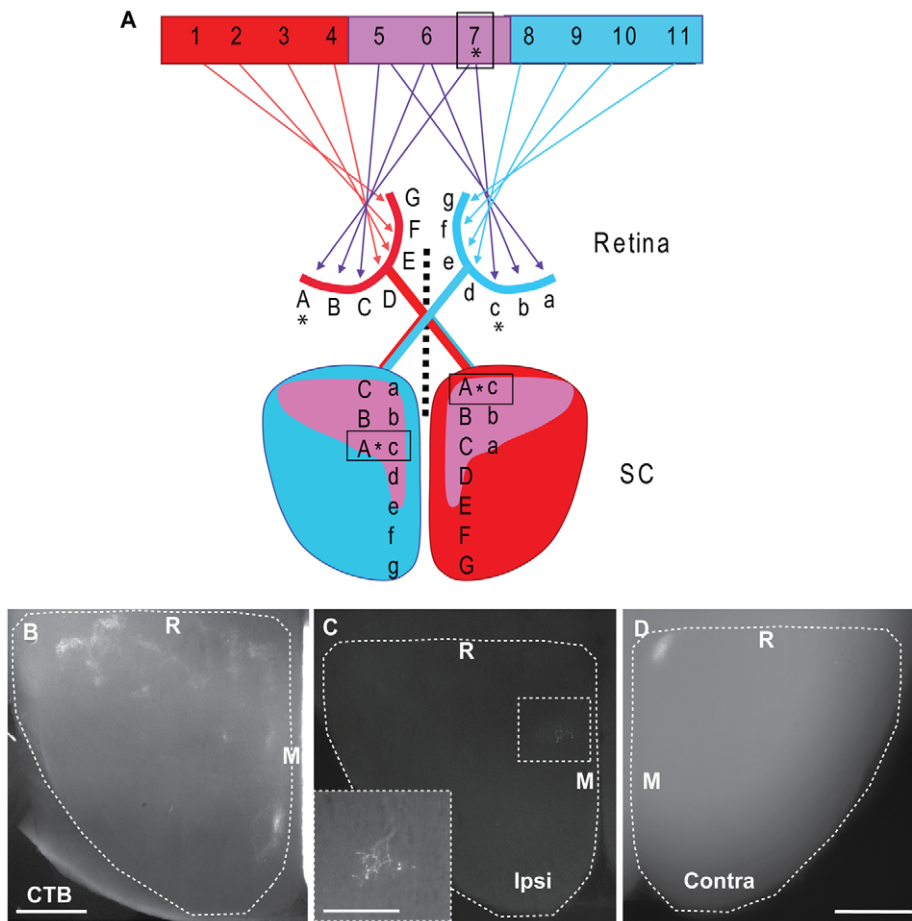 A
1 2 3 4 5 6 7 8 9 10 11
*
G g
F f
Retina
E e
D d
A B C c b a
* *
C a A * c
B b B b
A * c C a
SC
d D
e E
f F
g G
B R C R D R
M M M
CTB Ipsi Contra